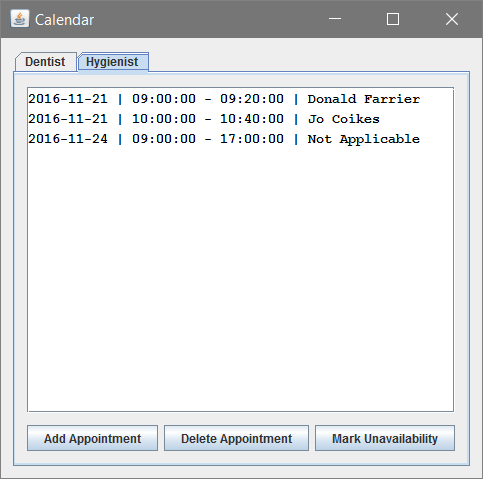 Calendar
Dentist Hygienist
2016-11-21 | 09:00:00 - 09:20:00 | Donald Farrier
2016-11-21 | 10:00:00 - 10:40:00 | Jo Coikes
2016-11-24 | 09:00:00 - 17:00:00 | Not Applicable
Add Appointment Delete Appointment Mark Unavailability